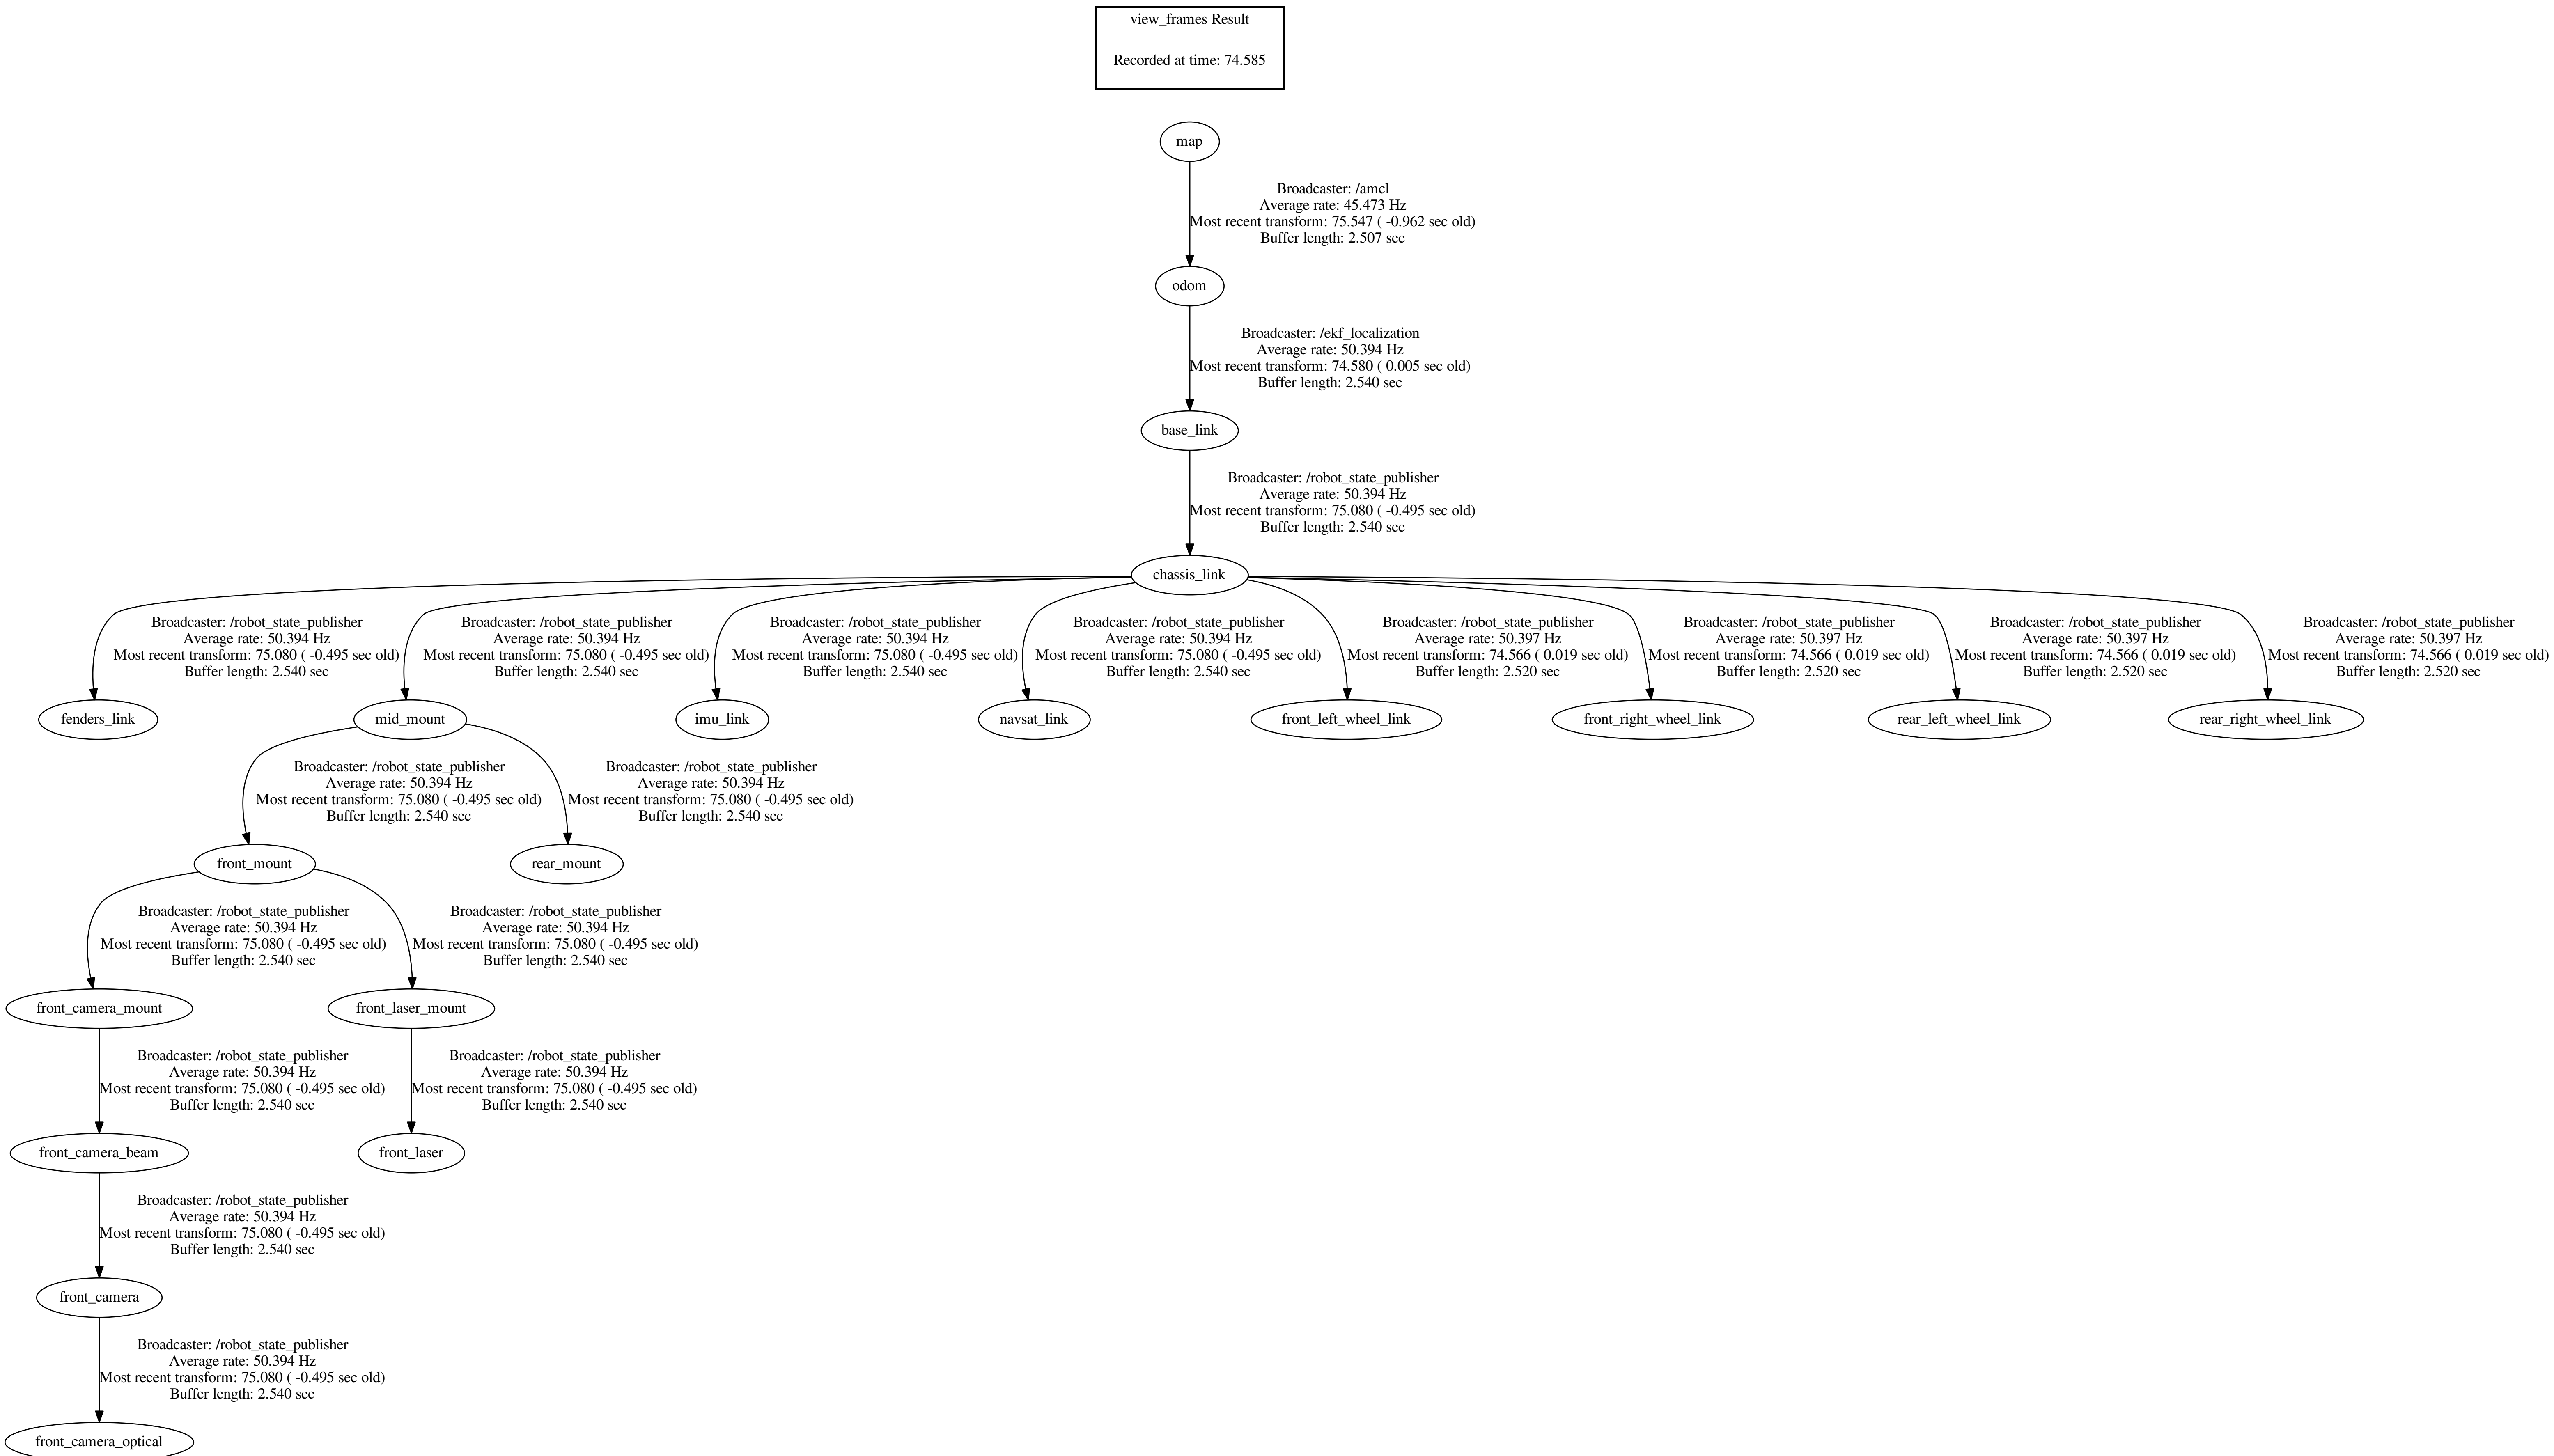 view_frames Result
Recorded at time: 74.585
map
Broadcaster: /amcl
Average rate: 45.473 Hz
Most recent transform: 75.547 ( -0.962 sec old)
Buffer length: 2.507 sec
odom
Broadcaster: /ekf_localization
Average rate: 50.394 Hz
Most recent transform: 74.580 ( 0.005 sec old)
Buffer length: 2.540 sec
base_link
Broadcaster: /robot_state_publisher
Average rate: 50.394 Hz
Most recent transform: 75.080 ( -0.495 sec old)
Buffer length: 2.540 sec
chassis_link
Broadcaster: /robot_state_publisher
Average rate: 50.394 Hz
Most recent transform: 75.080 ( -0.495 sec old)
Buffer length: 2.540 sec
Broadcaster: /robot_state_publisher
Average rate: 50.394 Hz
Most recent transform: 75.080 ( -0.495 sec old)
Buffer length: 2.540 sec
Broadcaster: /robot_state_publisher
Average rate: 50.394 Hz
Most recent transform: 75.080 ( -0.495 sec old)
Buffer length: 2.540 sec
Broadcaster: /robot_state_publisher
Average rate: 50.394 Hz
Most recent transform: 75.080 ( -0.495 sec old)
Buffer length: 2.540 sec
Broadcaster: /robot_state_publisher
Average rate: 50.397 Hz
Most recent transform: 74.566 ( 0.019 sec old)
Buffer length: 2.520 sec
Broadcaster: /robot_state_publisher
Average rate: 50.397 Hz
Most recent transform: 74.566 ( 0.019 sec old)
Buffer length: 2.520 sec
Broadcaster: /robot_state_publisher
Average rate: 50.397 Hz
Most recent transform: 74.566 ( 0.019 sec old)
Buffer length: 2.520 sec
Broadcaster: /robot_state_publisher
Average rate: 50.397 Hz
Most recent transform: 74.566 ( 0.019 sec old)
Buffer length: 2.520 sec
fenders_link
mid_mount
imu_link
navsat_link
front_left_wheel_link
front_right_wheel_link
rear_left_wheel_link
rear_right_wheel_link
Broadcaster: /robot_state_publisher
Average rate: 50.394 Hz
Most recent transform: 75.080 ( -0.495 sec old)
Buffer length: 2.540 sec
Broadcaster: /robot_state_publisher
Average rate: 50.394 Hz
Most recent transform: 75.080 ( -0.495 sec old)
Buffer length: 2.540 sec
front_mount
rear_mount
Broadcaster: /robot_state_publisher
Average rate: 50.394 Hz
Most recent transform: 75.080 ( -0.495 sec old)
Buffer length: 2.540 sec
Broadcaster: /robot_state_publisher
Average rate: 50.394 Hz
Most recent transform: 75.080 ( -0.495 sec old)
Buffer length: 2.540 sec
front_camera_mount
front_laser_mount
Broadcaster: /robot_state_publisher
Average rate: 50.394 Hz
Most recent transform: 75.080 ( -0.495 sec old)
Buffer length: 2.540 sec
Broadcaster: /robot_state_publisher
Average rate: 50.394 Hz
Most recent transform: 75.080 ( -0.495 sec old)
Buffer length: 2.540 sec
front_camera_beam
front_laser
Broadcaster: /robot_state_publisher
Average rate: 50.394 Hz
Most recent transform: 75.080 ( -0.495 sec old)
Buffer length: 2.540 sec
front_camera
Broadcaster: /robot_state_publisher
Average rate: 50.394 Hz
Most recent transform: 75.080 ( -0.495 sec old)
Buffer length: 2.540 sec
front_camera_optical